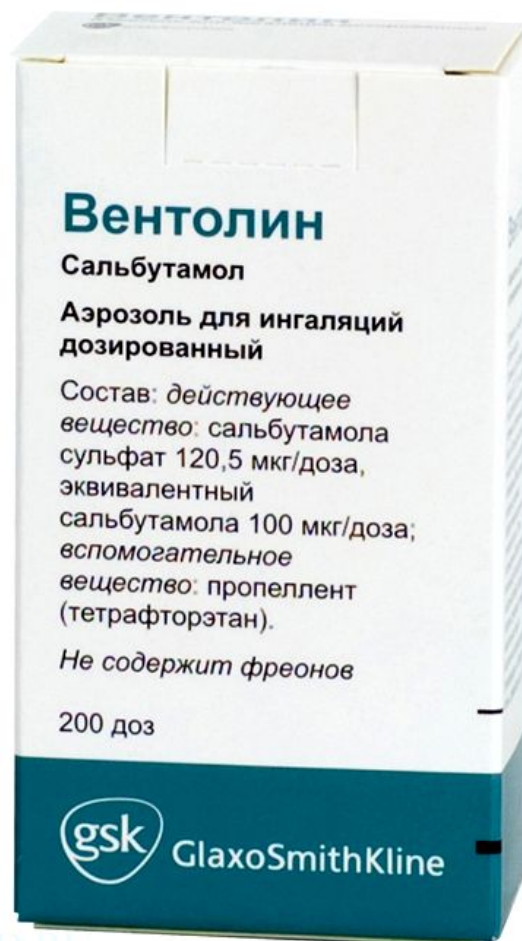 Вентолин
Вентолин
Сальбутамол
Аэрозоль для ингаляций
дозированный
Состав: действующее
вещество: сальбутамола
сульфат 120,5 мкг/доза,
эквивалентный
сальбутамола 100 мкг/доза;
вспомогательное
вещество: пропеллент
(тетрафторэтан).
Не содержит фреонов
200 доз
gsk GlaxoSmithKline